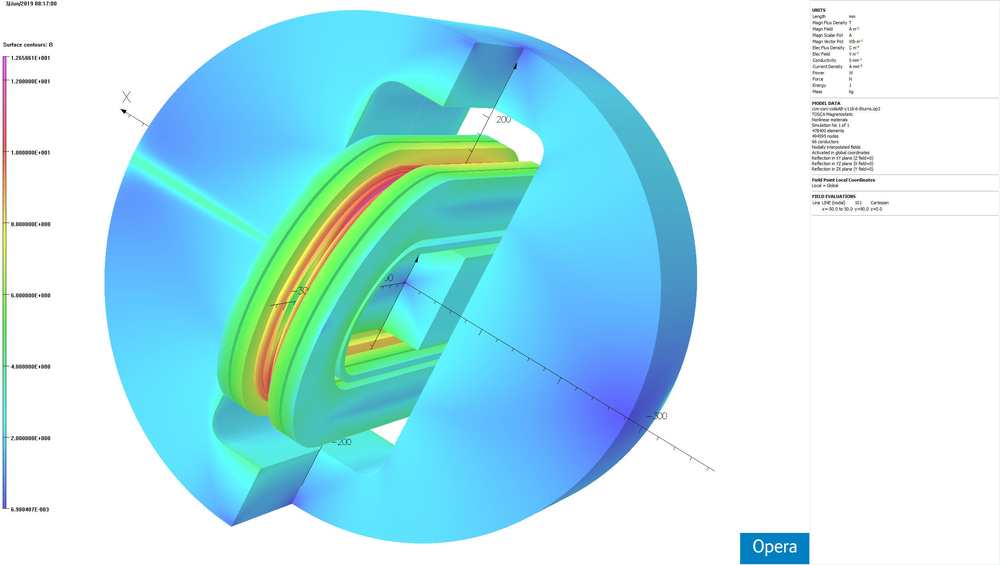 3/Jun/2019 08:17:00
Surface contours: B
1.265861E+001
1.200000E+001
1.000000E+001
8.000000E+000
6.000000E+000
4.000000E+000
2.000000E+000
6.980407E-003
X
200
-300
-200
Opera
UNITS
Length mm
Magn Flux Density T
Magn Field A m-1
Magn Scalar Pot A
Magn Vector Pot Wb m-1
Elec Flux Density C m-2
Elec Field V m-1
Conductivity S mm-1
Current Density A mm-2
Power W
Force N
Energy J
Mass kg
MODEL DATA
ccm-corc-coilsAB-y118-6-8turns.op3
TOSCA Magnetostatic
Nonlinear materials
Simulation No 1 of 1
478400 elements
494595 nodes
66 conductors
Nodally interpolated fields
Activated in global coordinates
Reflection in XY plane (Z field=0)
Reflection in YZ plane (X field=0)
Reflection in ZX plane (Y field=0)
Field Point Local Coordinates
Local = Global
FIELD EVALUATIONS
Line LINE (nodal) 101 Cartesian
x=-50.0 to 50.0 y=90.0 z=0.0